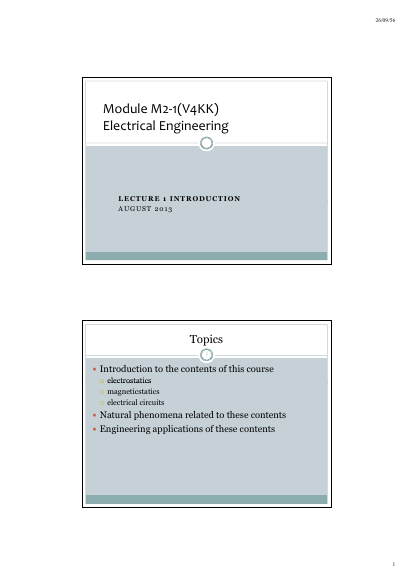 26/09/56
Module M2-1(V4KK)
Electrical Engineering
LECTURE 1 INTRODUCTION
AUGUST 2013
Topics
Introduction to the contents of this course
electrostatics
magneticstatics
electrical circuits
Natural phenomena related to these contents
Engineering applications of these contents
1